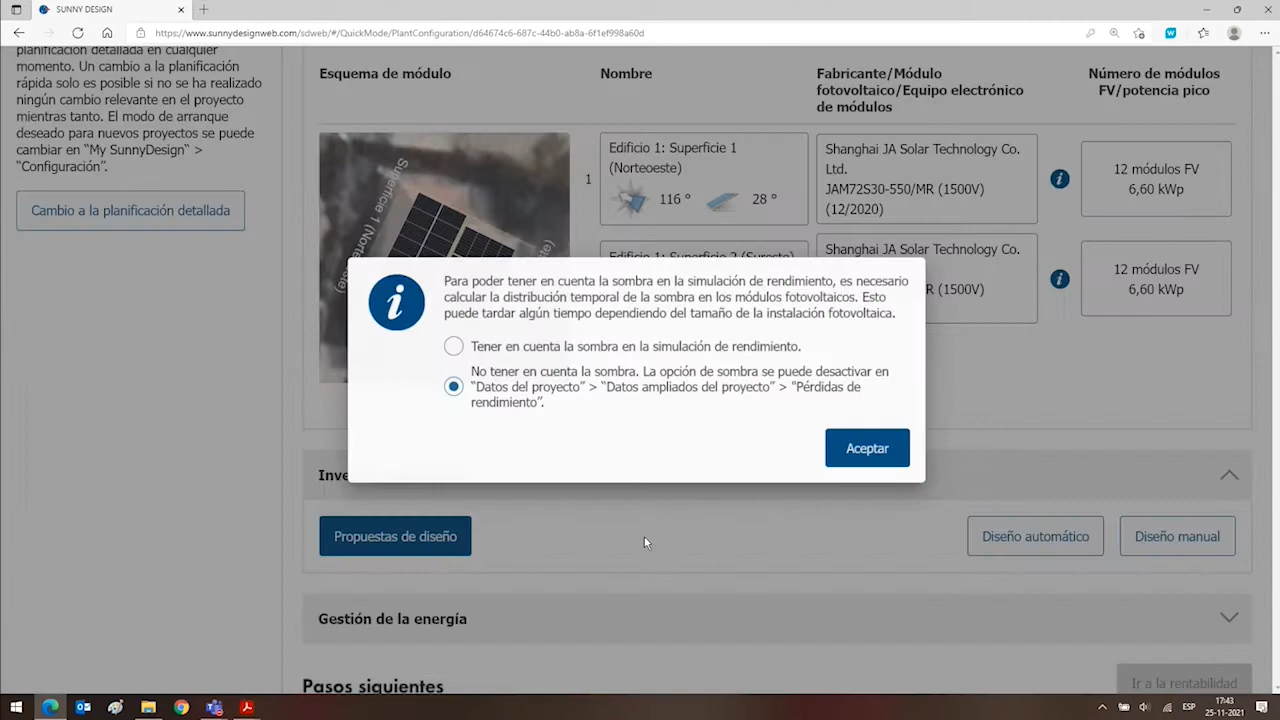 SUNNY DESIGN
https://www.sunnydesignweb.com/sdweb/#/QuickMode/PlantConfiguration/d64674c6-687c-44b0-ab8a-6f1ef998a60d
planificación detallada en cualquier
momento. Un cambio a la planificación
rápida solo es posible si no se ha realizado
ningún cambio relevante en el proyecto
mientras tanto. El modo de arranque
deseado para nuevos proyectos se puede
cambiar en “My SunnyDesign” >
“Configuración”.
Cambio a la planificación detallada
Esquema de módulo
Nombre
Fabricante/Módulo
fotovoltaico/Equipo electrónico
de módulos
Número de módulos
FV/potencia pico
Superficie 1 (Noroeste)
1
Edificio 1: Superficie 1
(Norteoeste)
116 °
28 °
Shanghai JA Solar Technology Co.
Ltd.
JAM72S30-550/MR (1500V)
(12/2020)
12 módulos FV
6,60 kWp
Edificio 1: Superficie 2 (Sureste)
Shanghai JA Solar Technology Co.
R (1500V)
12 módulos FV
6,60 kWp
Para poder tener en cuenta la sombra en la simulación de rendimiento, es necesario
calcular la distribución temporal de la sombra en los módulos fotovoltaicos. Esto
puede tardar algún tiempo dependiendo del tamaño de la instalación fotovoltaica.
Tener en cuenta la sombra en la simulación de rendimiento.
No tener en cuenta la sombra. La opción de sombra se puede desactivar en
“Datos del proyecto” > “Datos ampliados del proyecto” > "Pérdidas de
rendimiento”.
Aceptar
Inve
Propuestas de diseño
Diseño automático
Diseño manual
Gestión de la energía
Pasos siguientes
Ir a la rentabilidad
ESP
17:43
25-11-2021